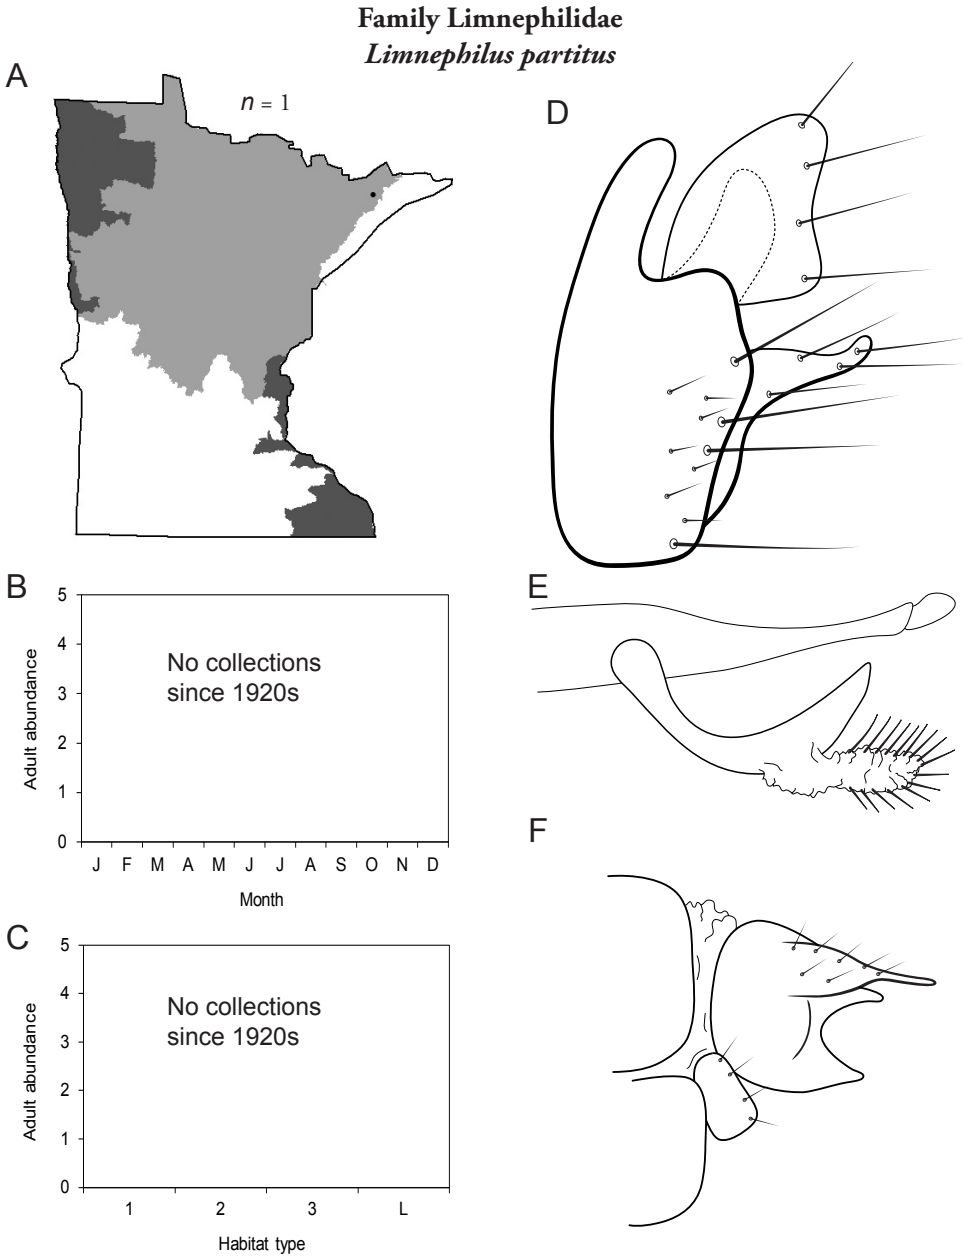 Family Limnephilidae
Limnephilus partitus
A
n = 1
D
B
5
4
3
2
1
0
Adult abundance
No collections
since 1920s
J F M A M J J A S O N D
Month
E
C
5
4
3
2
1
0
Adult abundance
No collections
since 1920s
1 2 3 L
Habitat type
F